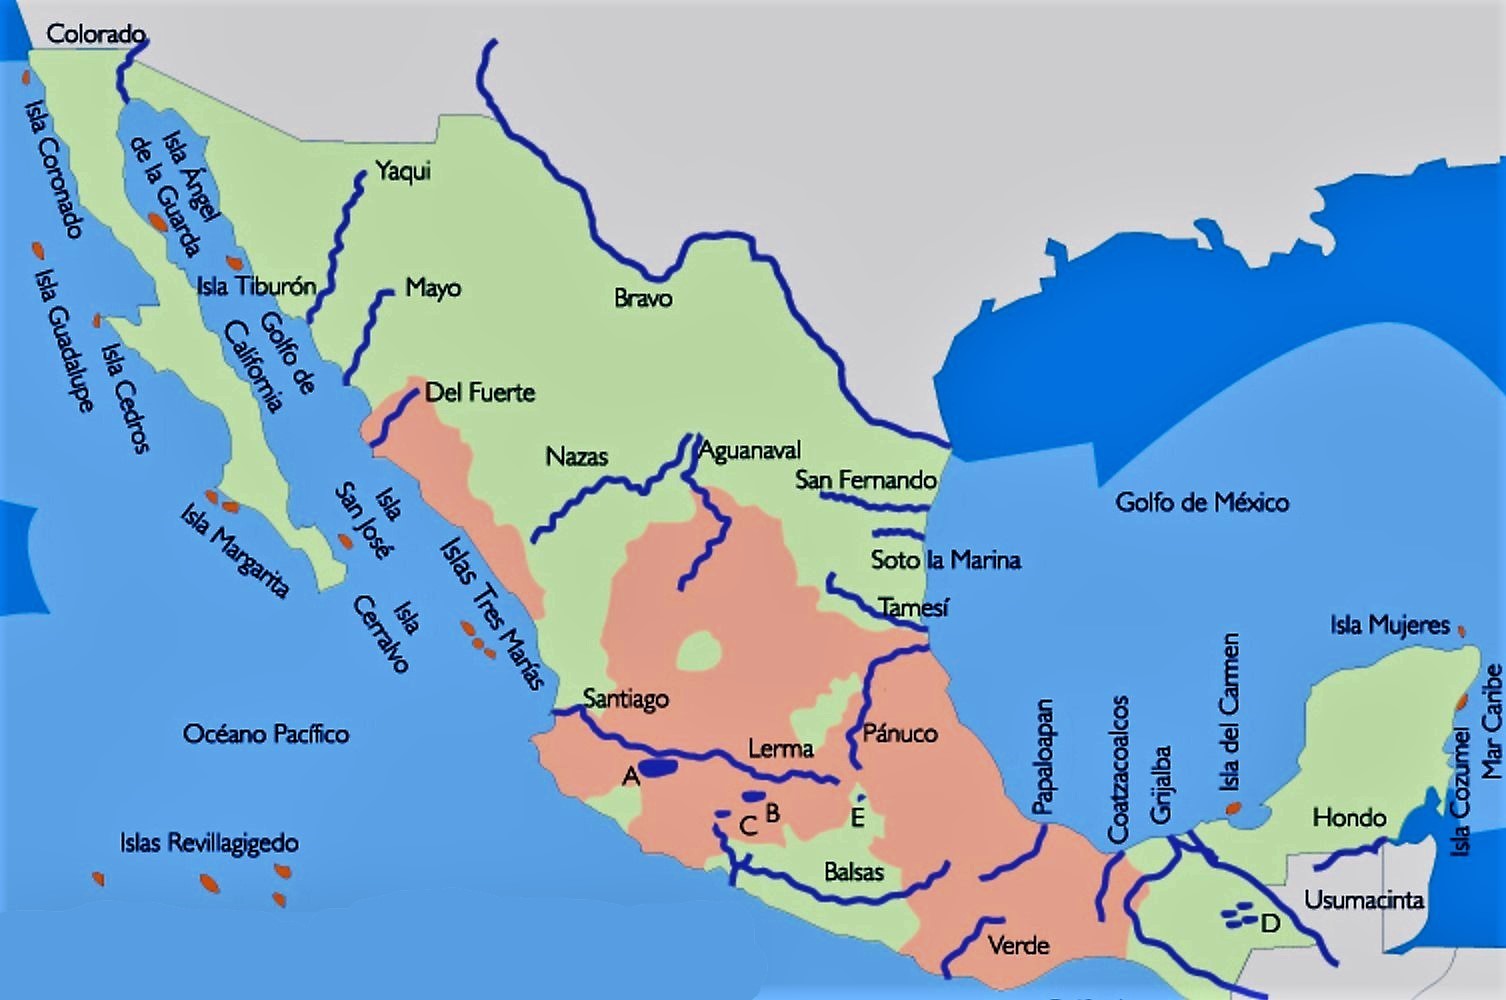 Colorado
Isla Coronado
Isla Ángel
de la Guarda
Yaqui
Isla Tiburón
Mayo
Bravo
Isla Guadalupe
Golfo de
California
Isla Cedros
Del Fuerte
Nazas
Aguanaval
San Fernando
Golfo de México
Isla Margarita
Isla
San José
Islas Tres Marías
Soto la Marina
Tamesí
Isla
Cerralvo
Isla Mujeres
Santiago
Océano Pacífico
Lerma
Pánuco
Papaloapan
Coatzacoalcos
Grijalba
Isla del Carmen
Isla Cozumel
Mar Caribe
A
B
C
E
Hondo
Islas Revillagigedo
Balsas
Usumacinta
D
Verde